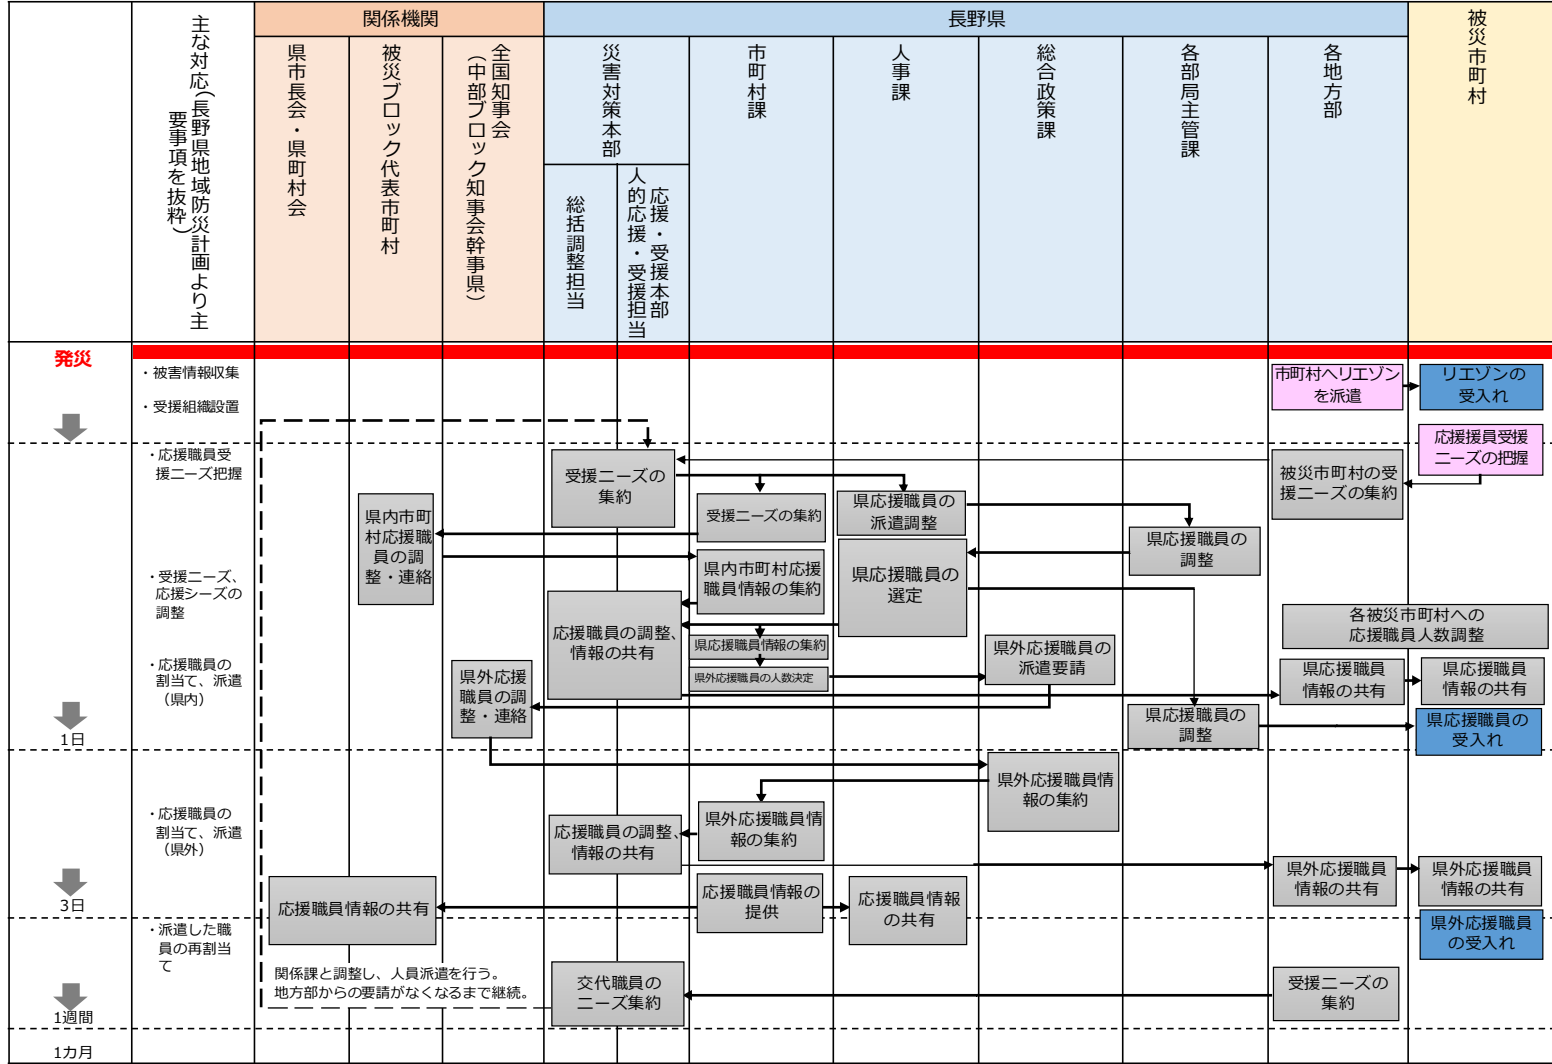 主な対応（長野県地域防災計画より主
要事項を抜粋）
関係機関
長野県
被災市町村
県市長会・県町村会
被災ブロック代表市町村
全国知事会
（中部ブロック知事会幹事県）
災害対策本部
市町村課
人事課
総合政策課
各部局主管課
各地方部
総括調整担当
応援・受援本部
人的応援・受援担当
発災
・被害情報収集
・受援組織設置
市町村へリエゾン
を派遣
リエゾンの
受入れ
・応援職員受
援ニーズ把握
応援援員受援
ニーズの把握
受援ニーズの
集約
被災市町村の受
援ニーズの集約
受援ニーズの集約
県応援職員の
派遣調整
県内市町
村応援職
員の調
整・連絡
県応援職員の
調整
県内市町村応援
職員情報の集約
県応援職員の
選定
・受援ニーズ、
応援シーズの
調整
応援職員の調整、
情報の共有
県応援職員情報の集約
県外応援職員の人数決定
県外応援職員の
派遣要請
各被災市町村への
応援職員人数調整
・応援職員の
割当て、派遣
（県内）
県外応援
職員の調
整・連絡
県応援職員
情報の共有
県応援職員
情報の共有
県応援職員の
調整
県応援職員の
受入れ
1日
県外応援職員情
報の集約
・応援職員の
割当て、派遣
（県外）
応援職員の調整、
情報の共有
県外応援職員情
報の集約
県外応援職員
情報の共有
県外応援職員
情報の共有
応援職員情報の共有
応援職員情報の
提供
応援職員情報
の共有
3日
・派遣した職
員の再割当
て
県外応援職員
の受入れ
関係課と調整し、人員派遣を行う。
地方部からの要請がなくなるまで継続。
交代職員の
ニーズ集約
受援ニーズの
集約
1週間
1カ月